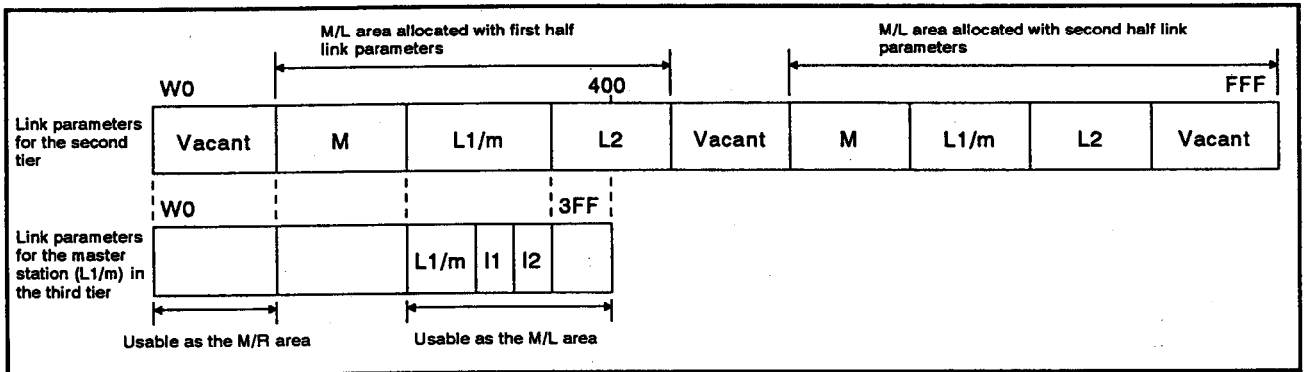 M/L area allocated with first half
link parameters
M/L area allocated with second half link
parameters
W0
400
FFF
Link parameters
for the second
tier
Vacant
M
L1/m
L2
Vacant
M
L1/m
L2
Vacant
W0
3FF
Link parameters
for the master
station (L1/m) in
the third tier
L1/m
l1
l2
Usable as the M/R area
Usable as the M/L area